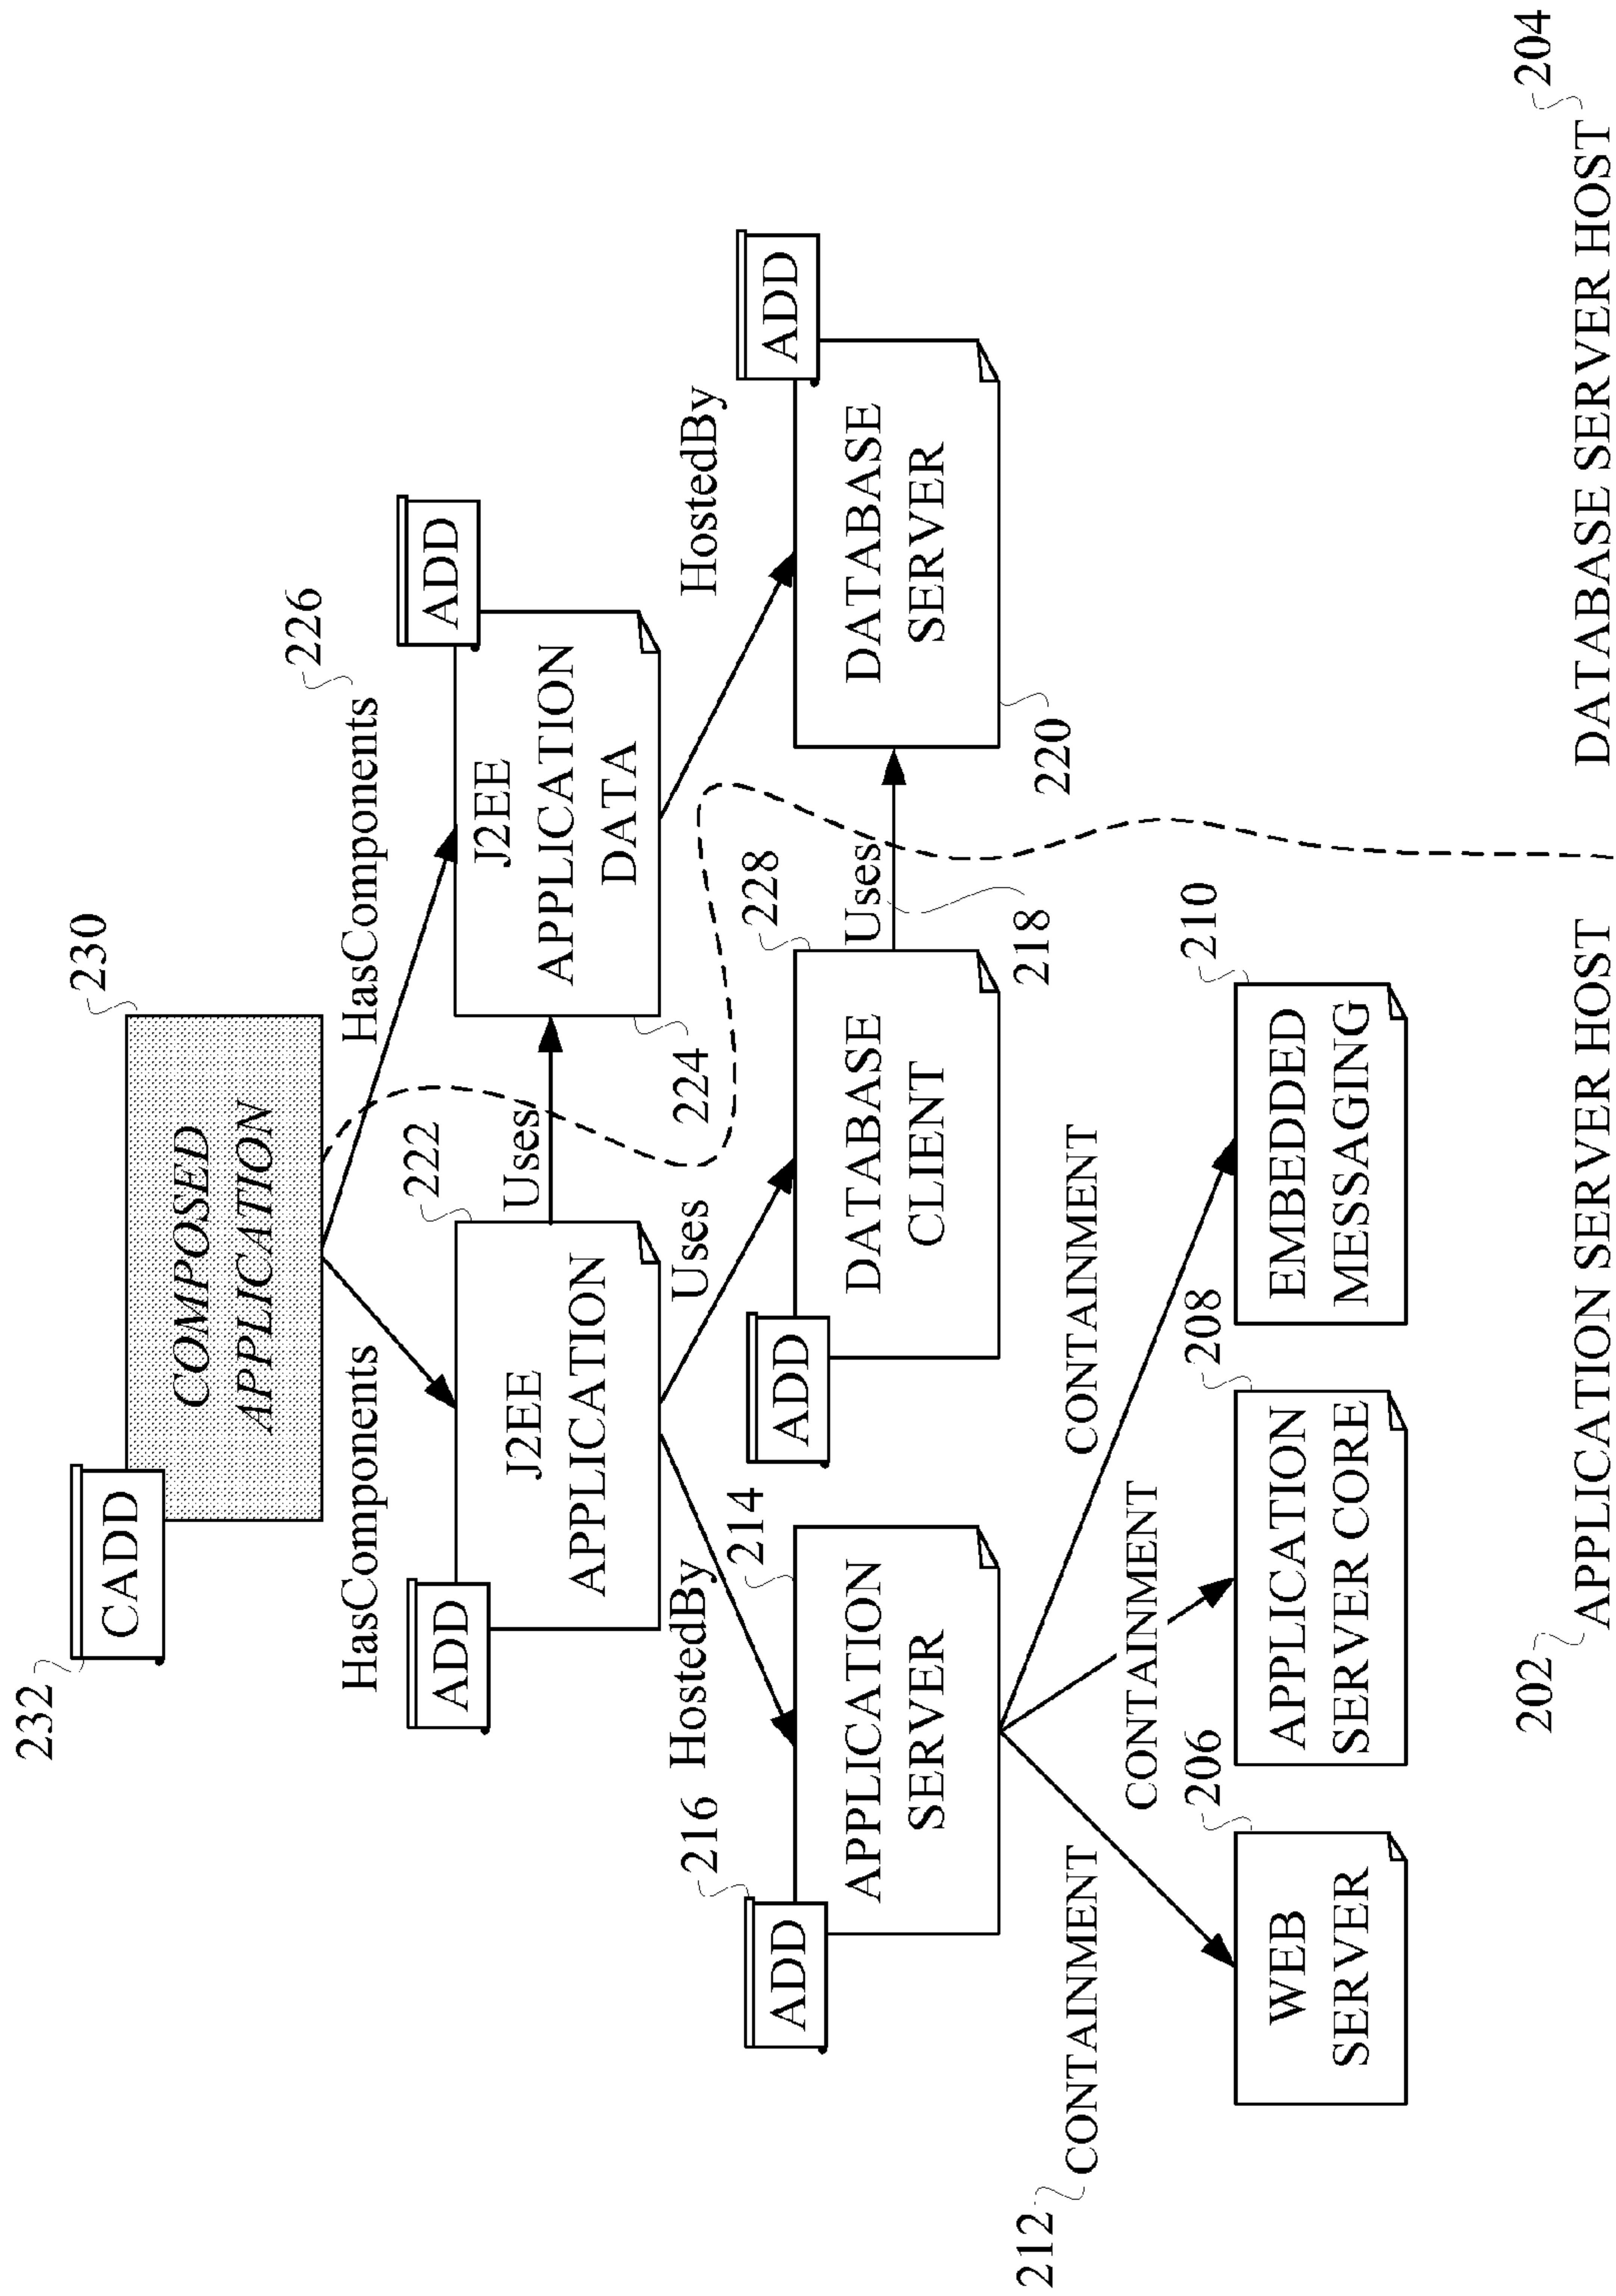 232
CADD
COMPOSED
APPLICATION
230
HasComponents
HasComponents
226
ADD
J2EE
APPLICATION
222
Uses
J2EE
APPLICATION
DATA
ADD
224
HostedBy
Uses
HostedBy
216
ADD
APPLICATION
SERVER
214
ADD
DATABASE
CLIENT
228
Uses
218
DATABASE
SERVER
ADD
220
212
CONTAINMENT
CONTAINMENT
CONTAINMENT
206
WEB
SERVER
208
APPLICATION
SERVER CORE
210
EMBEDDED
MESSAGING
202
APPLICATION SERVER HOST
DATABASE SERVER HOST
204